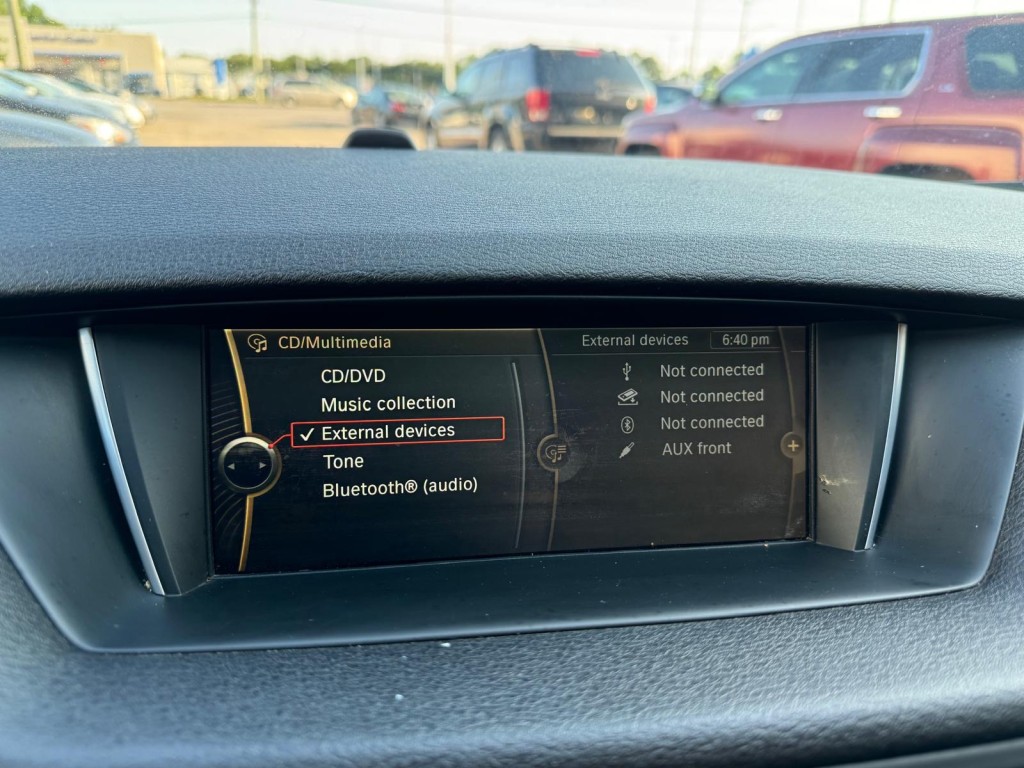 CD/Multimedia
CD/DVD
Music collection
External devices
Tone
Bluetooth® (audio)
External devices 6:40 pm
Not connected
Not connected
Not connected
AUX front